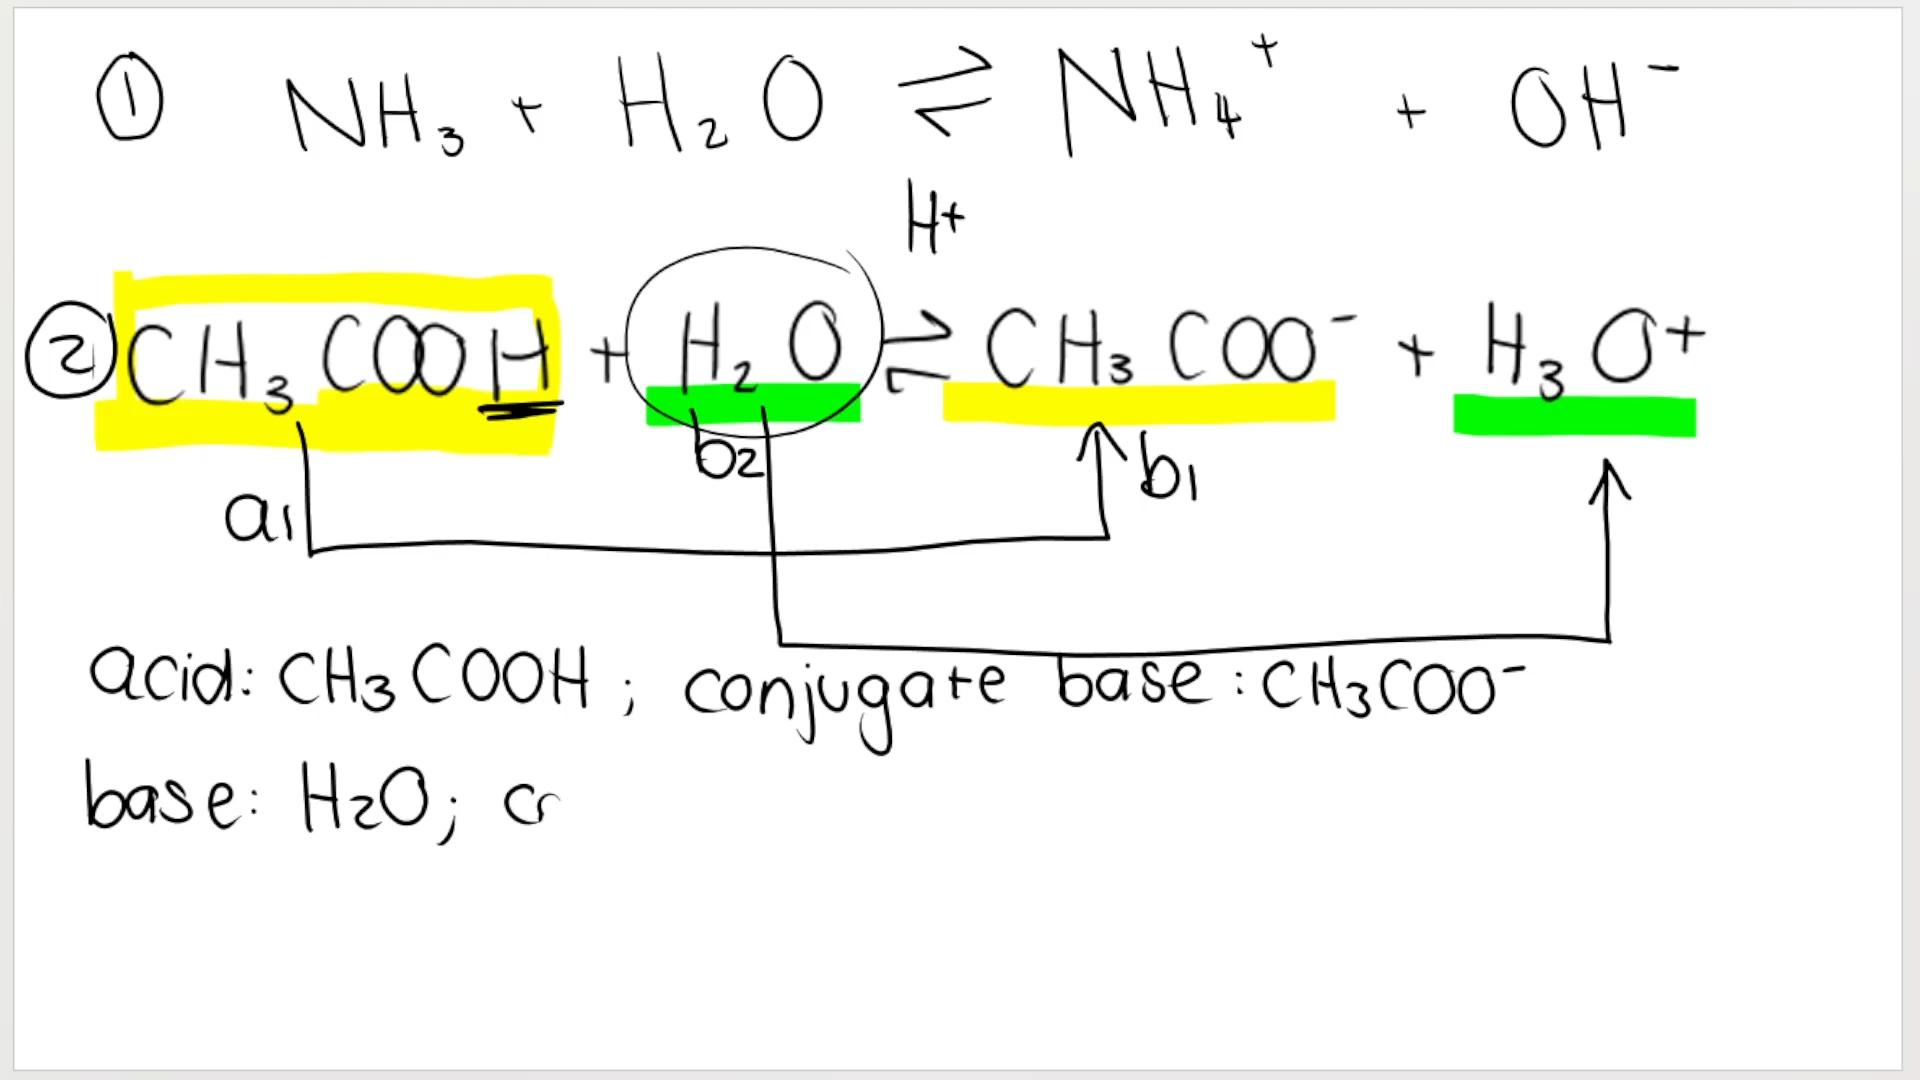 ① NH₃ + H₂O ⇌ NH₄⁺ + OH⁻
H+
② CH₃COOH + H₂O ⇌ CH₃COO⁻ + H₃O+
a1 b2 b1
acid: CH3COOH ; conjugate base : CH3COO⁻
base: H2O; co